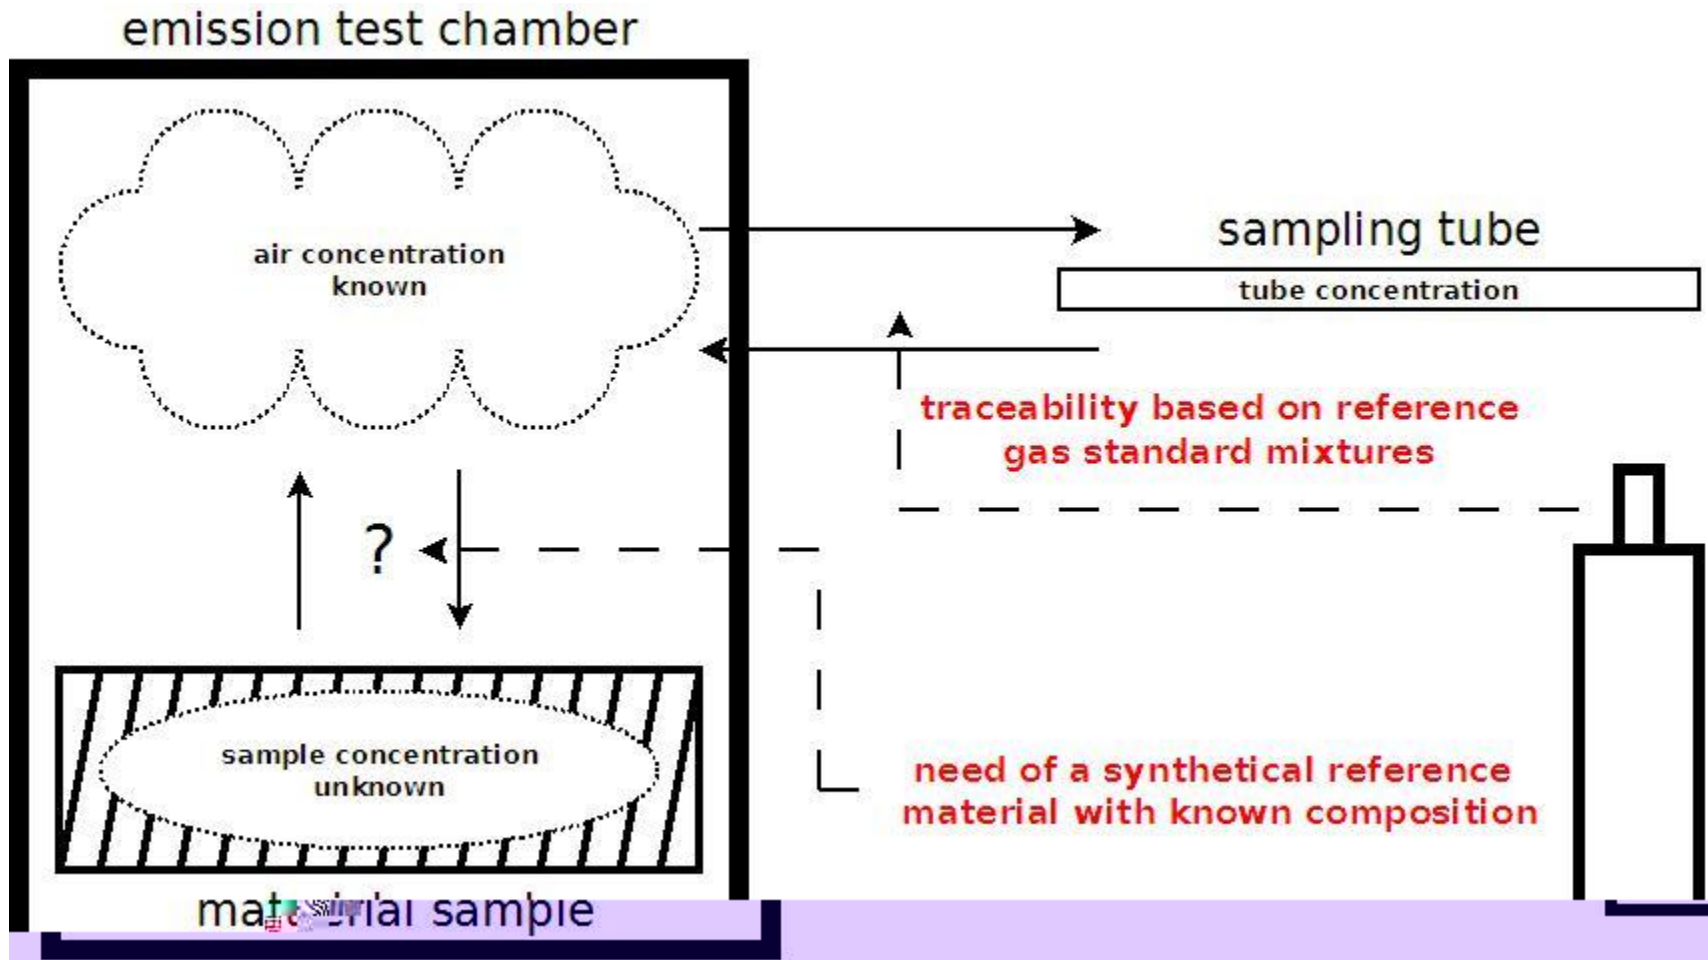 emission test chamber
air concentration
known
sampling tube
tube concentration
traceability based on reference
gas standard mixtures
?
sample concentration
unknown
need of a synthetical reference
material with known composition
sample